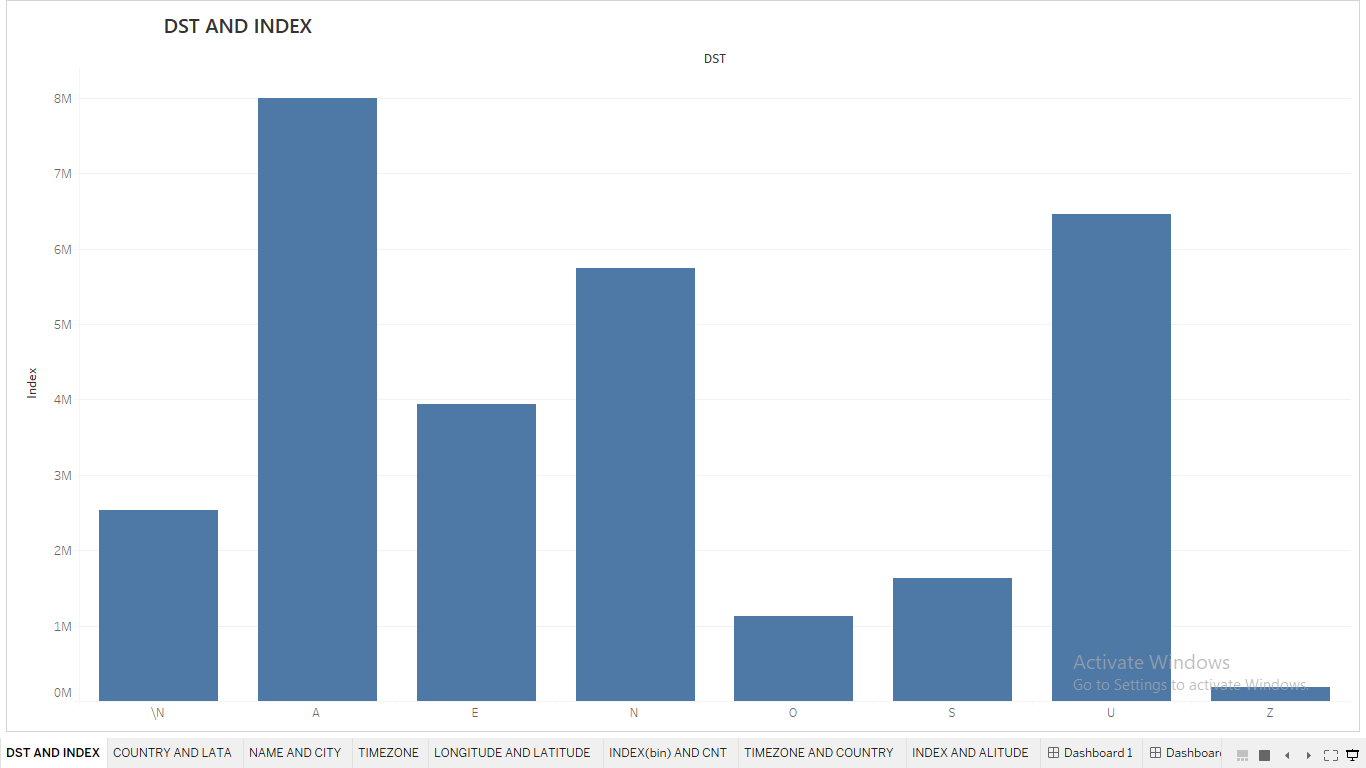 DST AND INDEX
DST
8M
7M
6M
5M
4M
3M
2M
1M
0M
Index
\N A E N O S U Z
Activate Windows
Go to Settings to activate Windows.
DST AND INDEX COUNTRY AND LATA NAME AND CITY TIMEZONE LONGITUDE AND LATITUDE INDEX(bin) AND CNT TIMEZONE AND COUNTRY INDEX AND ALITUDE Dashboard 1 Dashboar